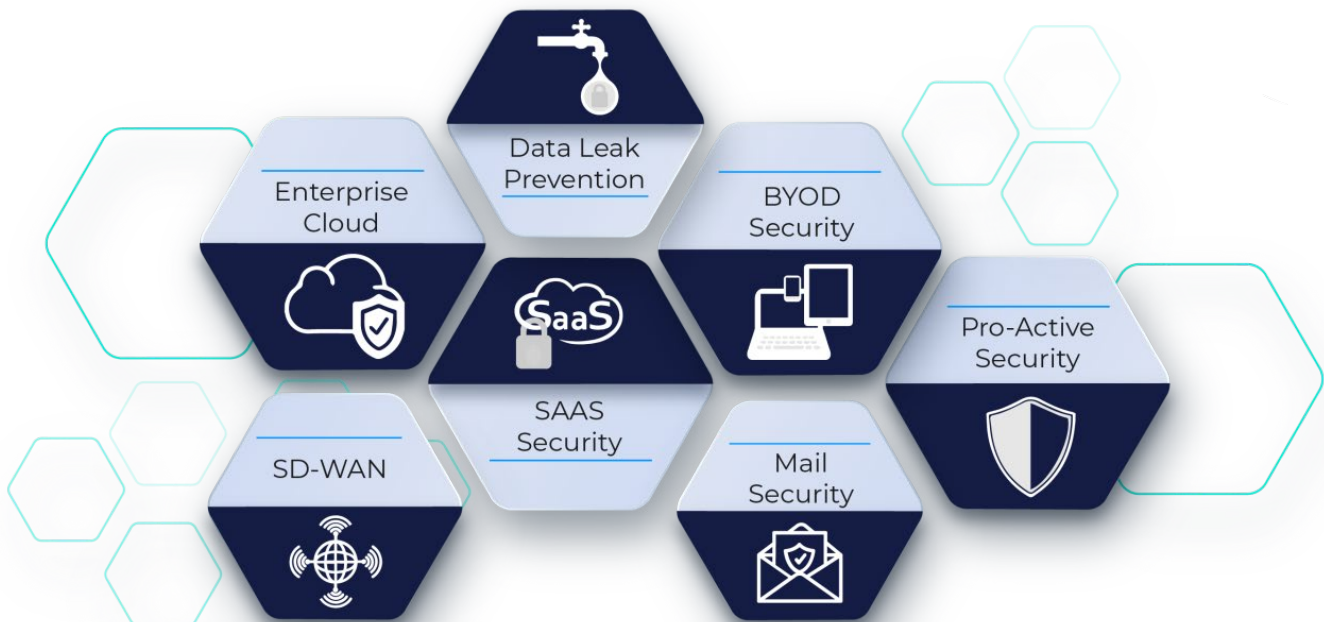 Data Leak
Prevention
Enterprise
Cloud
BYOD
Security
SaaS
Pro-Active
Security
SAAS
Security
SD-WAN
Mail
Security